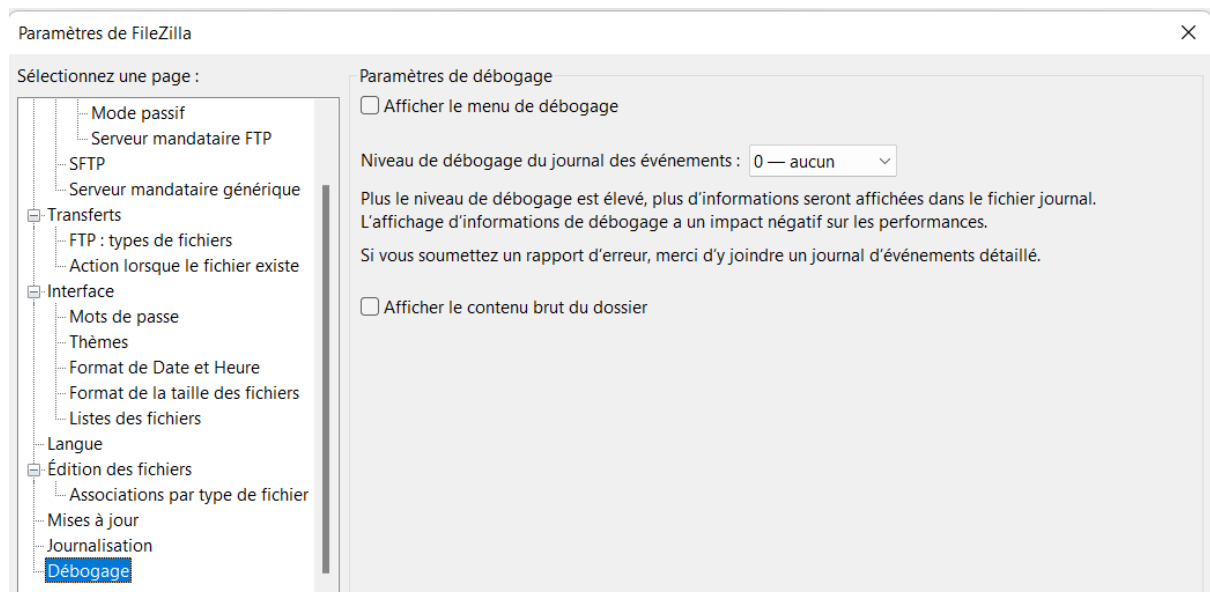 Paramètres de FileZilla
Sélectionnez une page :
Mode passif
Serveur mandataire FTP
SFTP
Serveur mandataire générique
Transferts
FTP : types de fichiers
Action lorsque le fichier existe
Interface
Mots de passe
Thèmes
Format de Date et Heure
Format de la taille des fichiers
Listes des fichiers
Langue
Édition des fichiers
Associations par type de fichier
Mises à jour
Journalisation
Débogage
Paramètres de débogage
Afficher le menu de débogage
Niveau de débogage du journal des événements : 0 — aucun
Plus le niveau de débogage est élevé, plus d’informations seront affichées dans le fichier journal.
L’affichage d’informations de débogage a un impact négatif sur les performances.
Si vous soumettez un rapport d’erreur, merci d’y joindre un journal d’événements détaillé.
Afficher le contenu brut du dossier